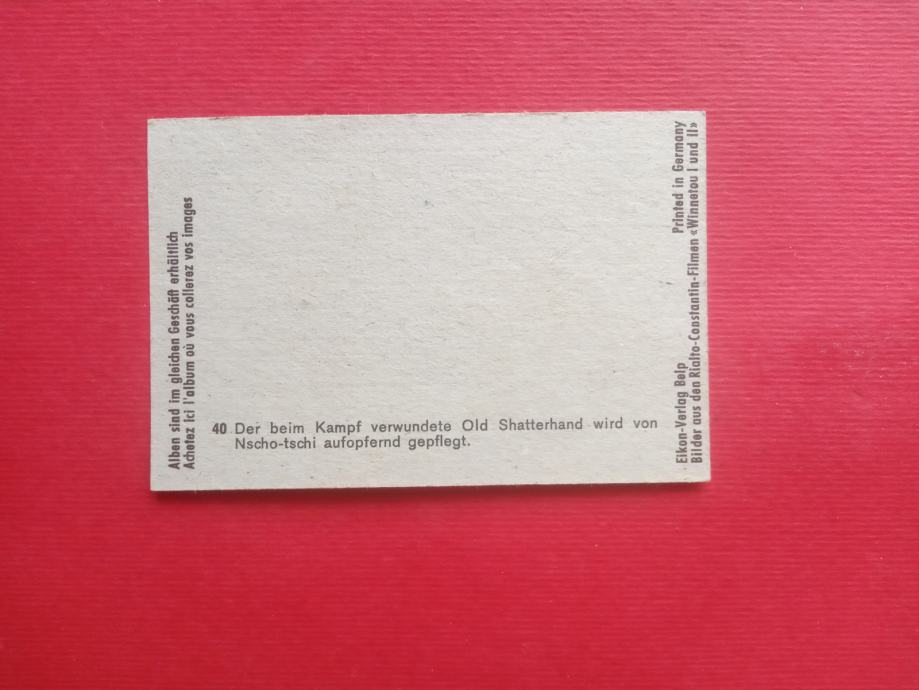 Alben sind im gleichen Geschäft erhältlich
Achetez ici l'album où vous collerez vos images
40 Der beim Kampf verwundete Old Shatterhand wird von
Nscho-tschi aufopfernd gepflegt.
Eikon-Verlag Belp Printed in Germany
Bilder aus den Rialto-Constantin-Filmen «Winnetou I und II»